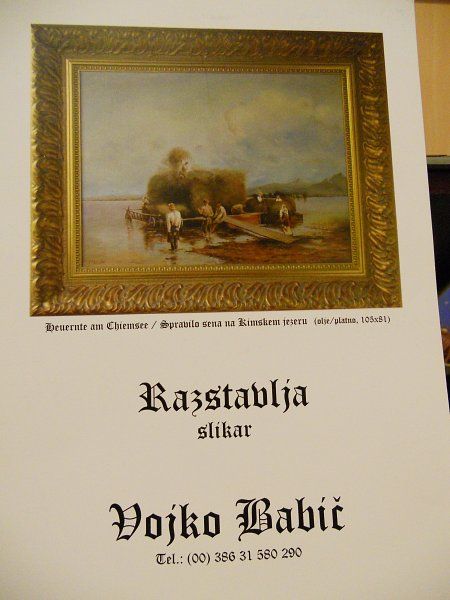 Heuernte am Chiemsee / Spravilo sena na Kimskem jezeru (olje/platno, 105x81)
Razstavlja
slikar
Vojko Babič
Tel.: (00) 386 31 580 290